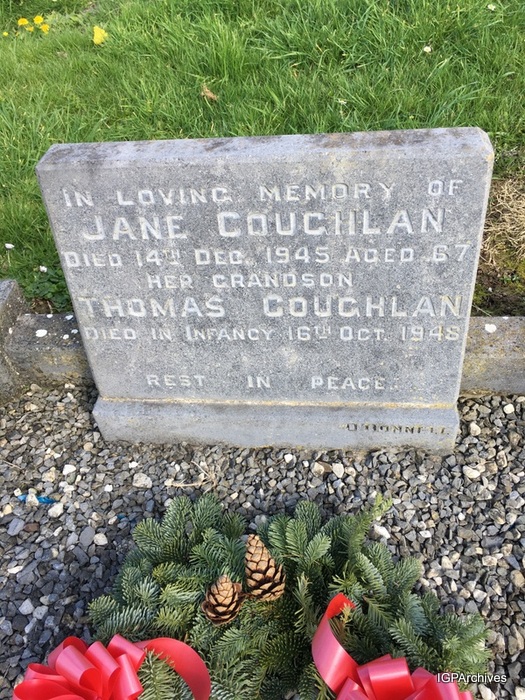 IN LOVING MEMORY OF
JANE COUGHLAN
DIED 14TH DEC. 1945 AGED 67
HER GRANDSON
THOMAS COUGHLAN
DIED IN INFANCY 16TH OCT. 1948
REST IN PEACE.
O'DONNELL
IGPArchives